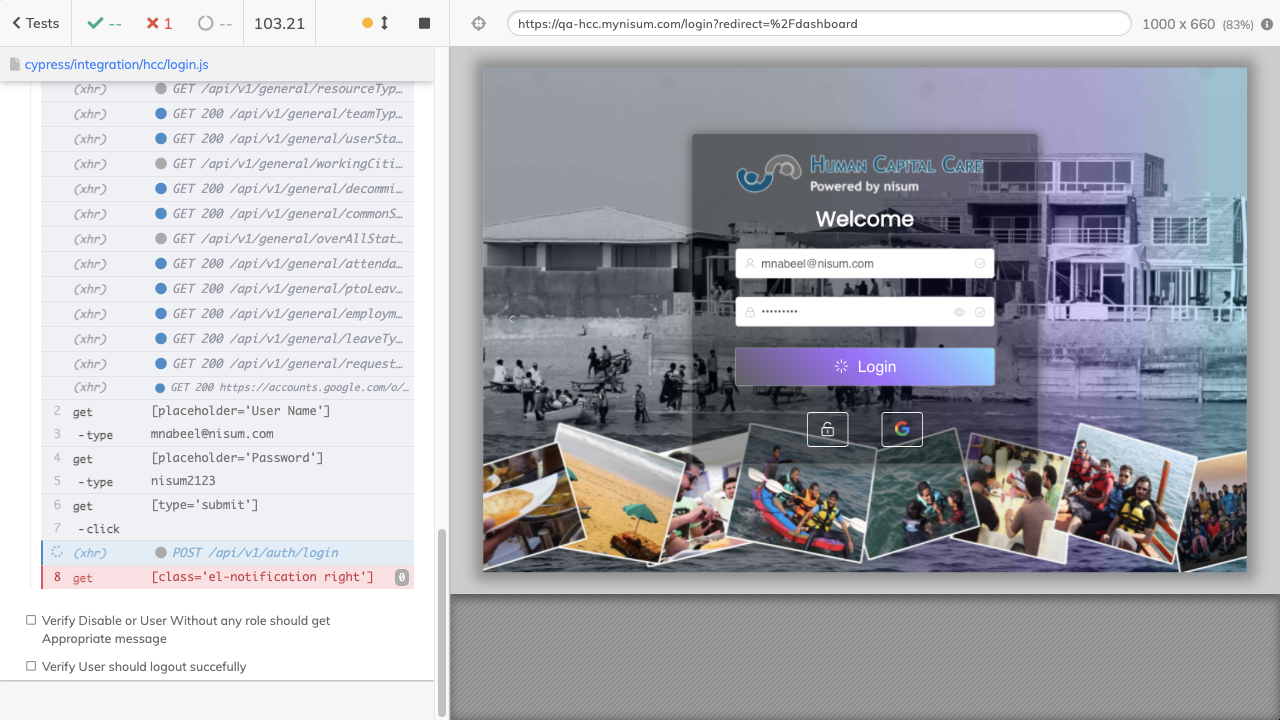 Tests
--
1
--
103.21
https://qa-hcc.mynisum.com/login?redirect=%2Fdashboard
1000 x 660 (83%)
cypress/integration/hcc/login.js
(xhr) GET /api/v1/general/resourceTyp...
(xhr) GET 200 /api/v1/general/teamTyp...
(xhr) GET 200 /api/v1/general/userSta...
(xhr) GET /api/v1/general/workingCiti...
(xhr) GET 200 /api/v1/general/decommi...
(xhr) GET 200 /api/v1/general/commonS...
(xhr) GET /api/v1/general/overAllStat...
(xhr) GET 200 /api/v1/general/attenda...
(xhr) GET 200 /api/v1/general/ptoLeav...
(xhr) GET 200 /api/v1/general/employm...
(xhr) GET 200 /api/v1/general/leaveTy...
(xhr) GET 200 /api/v1/general/request...
(xhr) GET 200 https://accounts.google.com/o/...
2 get [placeholder='User Name']
3 -type mnabeel@nisum.com
4 get [placeholder='Password']
5 -type nisum2123
6 get [type='submit']
7 -click
(xhr) POST /api/v1/auth/login
8 get [class='el-notification right'] 0
Verify Disable or User Without any role should get
Appropriate message
Verify User should logout succefully
Human Capital Care
Powered by nisum
Welcome
mnabeel@nisum.com
•••••••••
Login